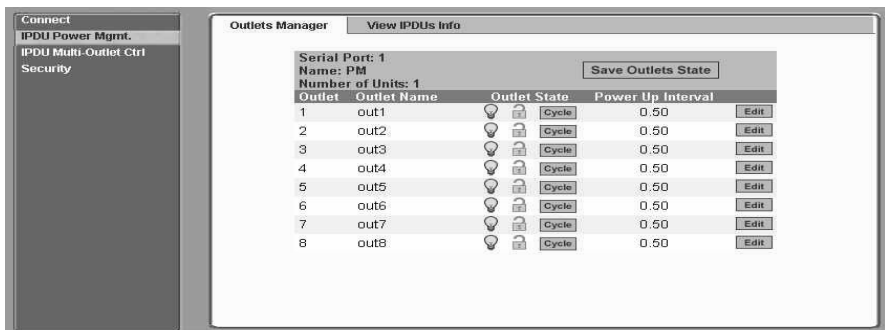 Connect
IPDU Power Mgmt.
IPDU Multi-Outlet Ctrl
Security
Outlets Manager View IPDUs Info
Serial Port: 1
Name: PM
Number of Units: 1
Save Outlets State
Outlet Outlet Name Outlet State Power Up Interval
1 out1 Cycle 0.50 Edit
2 out2 Cycle 0.50 Edit
3 out3 Cycle 0.50 Edit
4 out4 Cycle 0.50 Edit
5 out5 Cycle 0.50 Edit
6 out6 Cycle 0.50 Edit
7 out7 Cycle 0.50 Edit
8 out8 Cycle 0.50 Edit